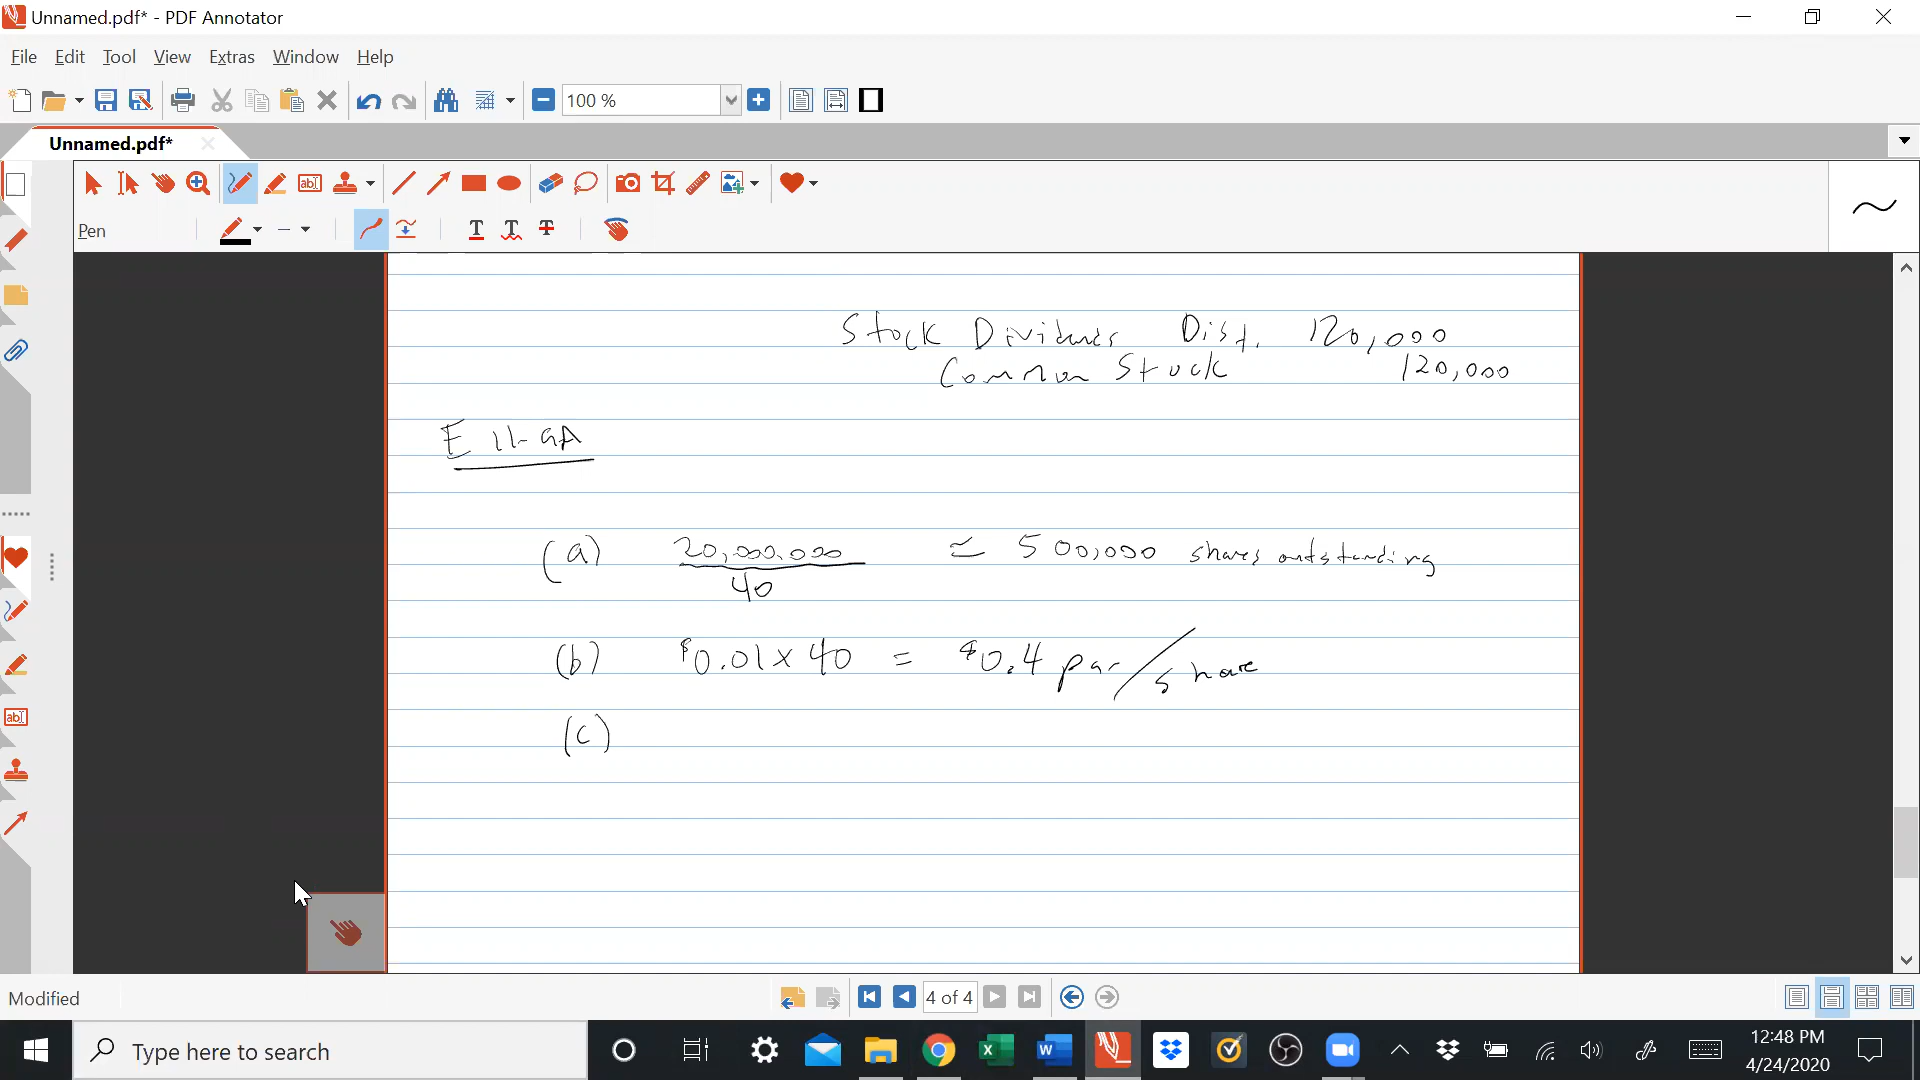 Unnamed.pdf* - PDF Annotator
File Edit Tool View Extras Window Help
100 %
Unnamed.pdf*
Pen
Stock Dividends Dist. 120,000
Common Stock 120,000
E 11-9A
(a) 20,000,000 = 500,000 shares outstanding
40
(b) $0.01 x 40 = $0.4 par/share
(c)
Modified
4 of 4
Type here to search
12:48 PM
4/24/2020